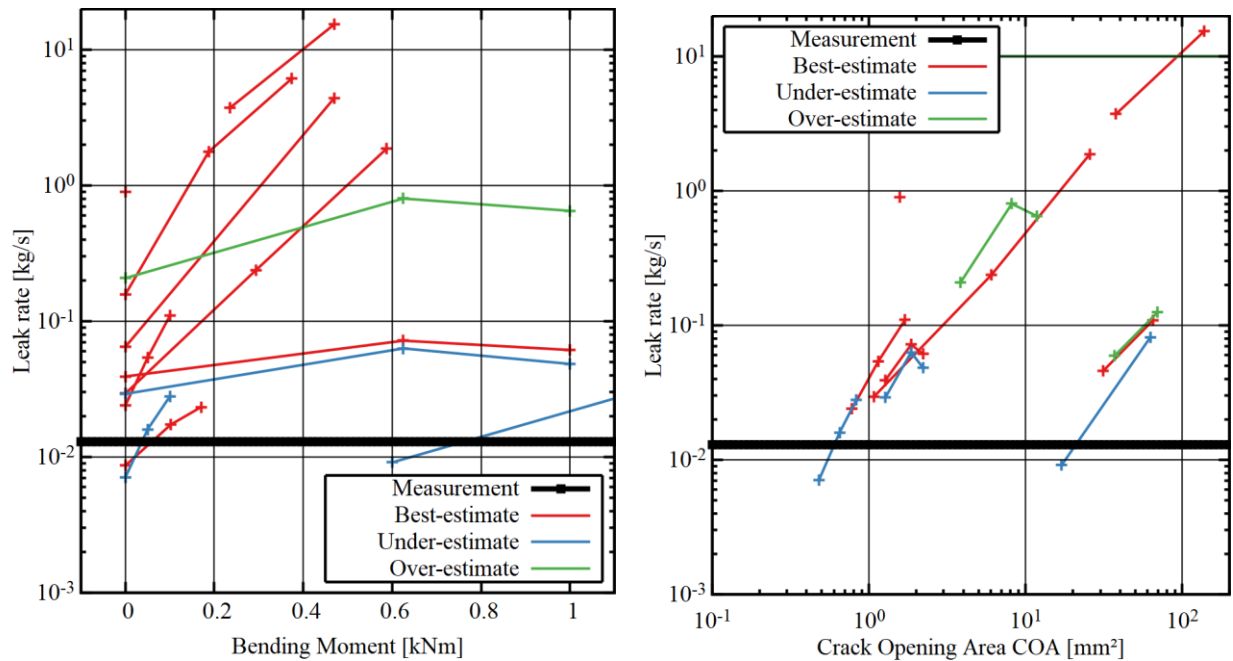 10¹
10⁰
10⁻¹
10⁻²
10⁻³
Leak rate [kg/s]
Measurement
Best-estimate
Under-estimate
Over-estimate
0 0.2 0.4 0.6 0.8 1
Bending Moment [kNm]
Measurement
Best-estimate
Under-estimate
Over-estimate
10¹
10⁰
10⁻¹
10⁻²
10⁻³
Leak rate [kg/s]
10⁻¹ 10⁰ 10¹ 10²
Crack Opening Area COA [mm²]